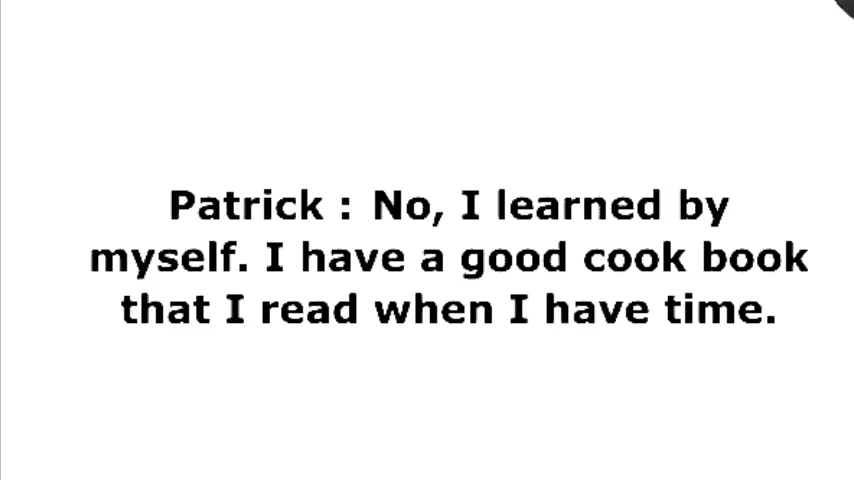 Patrick : No, I learned by
myself. I have a good cook book
that I read when I have time.